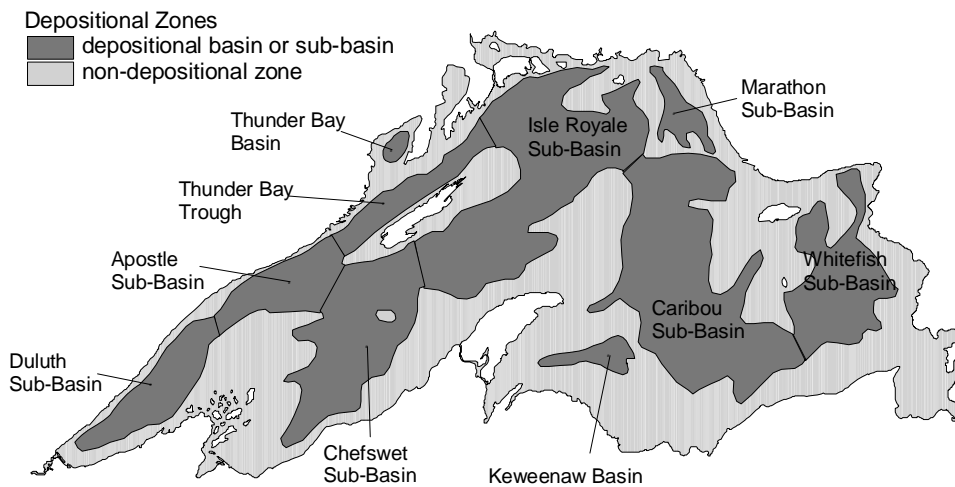 Depositional Zones
depositional basin or sub-basin
non-depositional zone
Marathon
Sub-Basin
Thunder Bay
Basin
Isle Royale
Sub-Basin
Thunder Bay
Trough
Apostle
Sub-Basin
Whitefish
Sub-Basin
Caribou
Sub-Basin
Duluth
Sub-Basin
Chefswet
Sub-Basin
Keweenaw Basin